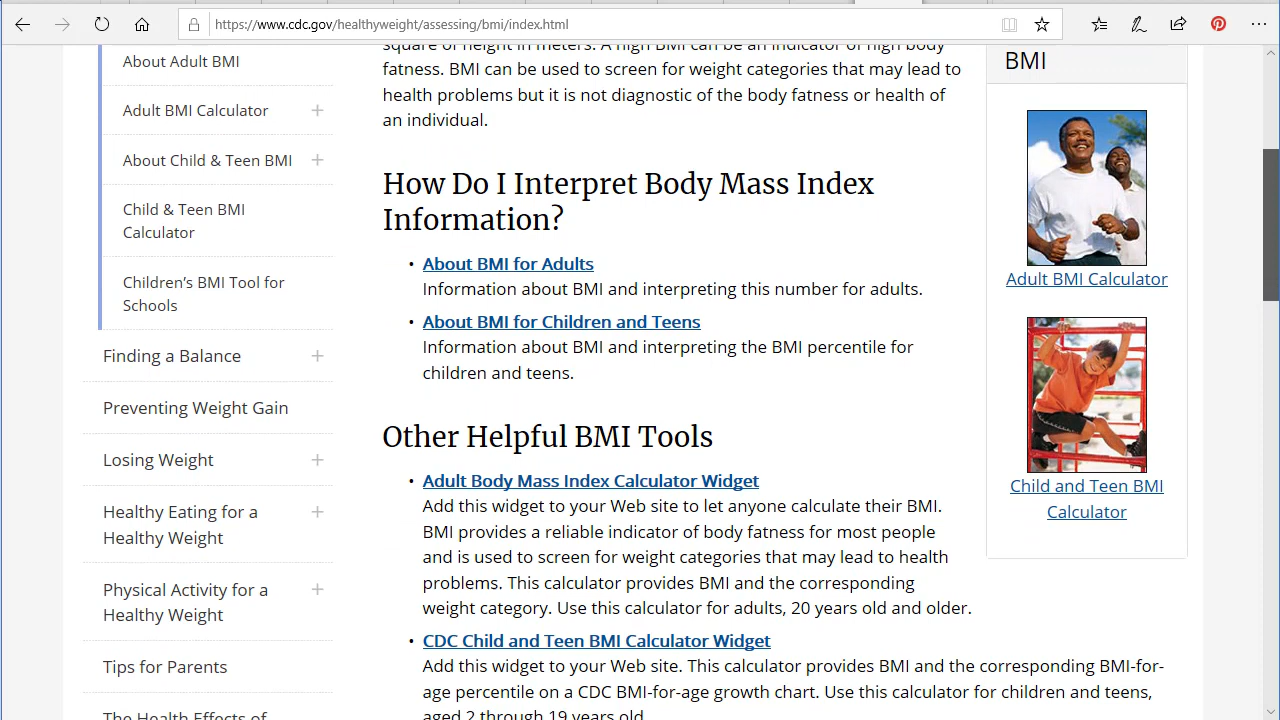 https://www.cdc.gov/healthyweight/assessing/bmi/index.html
About Adult BMI
Adult BMI Calculator
About Child & Teen BMI
Child & Teen BMI
Calculator
Children’s BMI Tool for
Schools
Finding a Balance
Preventing Weight Gain
Losing Weight
Healthy Eating for a
Healthy Weight
Physical Activity for a
Healthy Weight
Tips for Parents
The Health Effects of
square of height in meters. A high BMI can be an indicator of high body
fatness. BMI can be used to screen for weight categories that may lead to
health problems but it is not diagnostic of the body fatness or health of
an individual.
How Do I Interpret Body Mass Index
Information?
• About BMI for Adults
Information about BMI and interpreting this number for adults.
• About BMI for Children and Teens
Information about BMI and interpreting the BMI percentile for
children and teens.
Other Helpful BMI Tools
• Adult Body Mass Index Calculator Widget
Add this widget to your Web site to let anyone calculate their BMI.
BMI provides a reliable indicator of body fatness for most people
and is used to screen for weight categories that may lead to health
problems. This calculator provides BMI and the corresponding
weight category. Use this calculator for adults, 20 years old and older.
• CDC Child and Teen BMI Calculator Widget
Add this widget to your Web site. This calculator provides BMI and the corresponding BMI-for-
age percentile on a CDC BMI-for-age growth chart. Use this calculator for children and teens,
aged 2 through 19 years old.
BMI
Adult BMI Calculator
Child and Teen BMI
Calculator